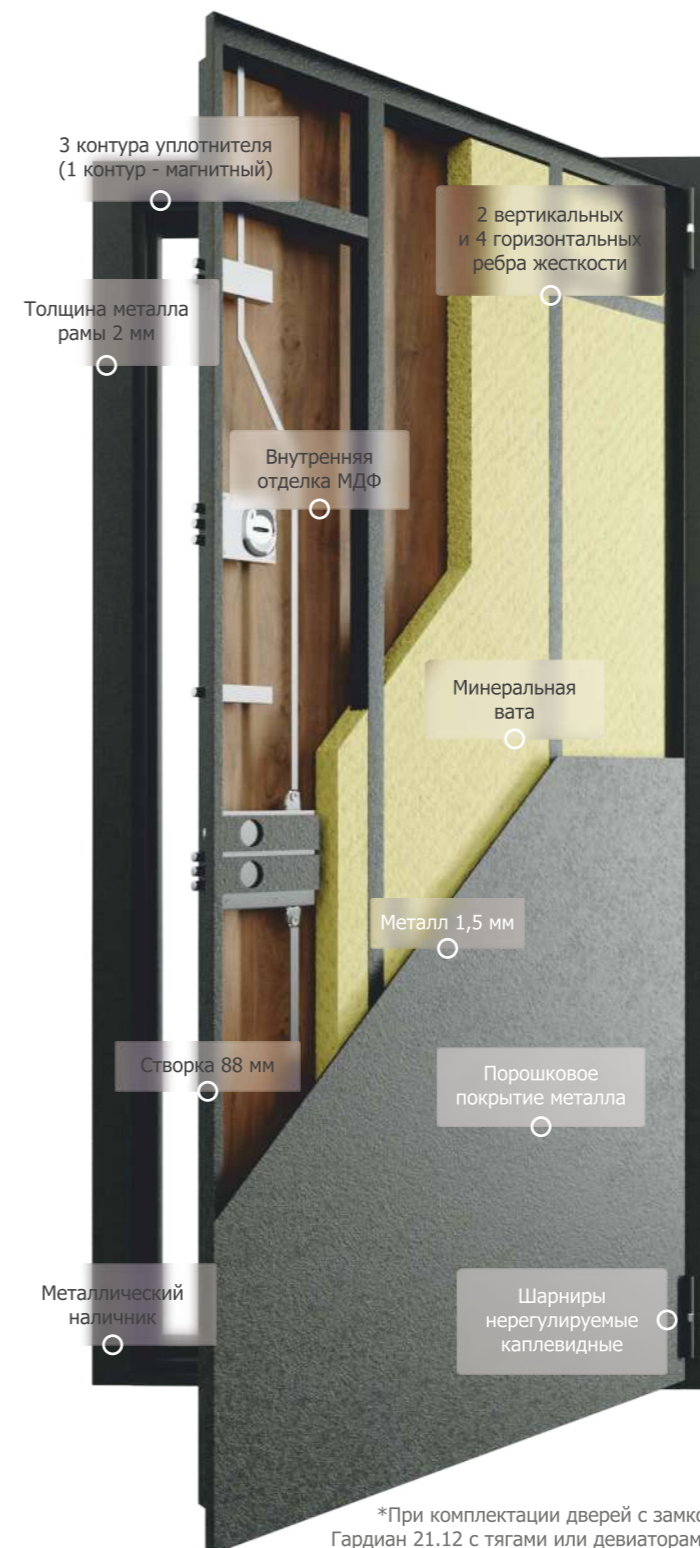 3 контура уплотнителя
(1 контур - магнитный)
2 вертикальных
и 4 горизонтальных
ребра жесткости
Толщина металла
рамы 2 мм
Внутренняя
отделка МДФ
Минеральная
вата
Металл 1,5 мм
Створка 88 мм
Порошковое
покрытие металла
Металлический
наличник
Шарниры
нерегулируемые
каплевидные
*При комплектации дверей с
Гардиан 21.12 с тягами или